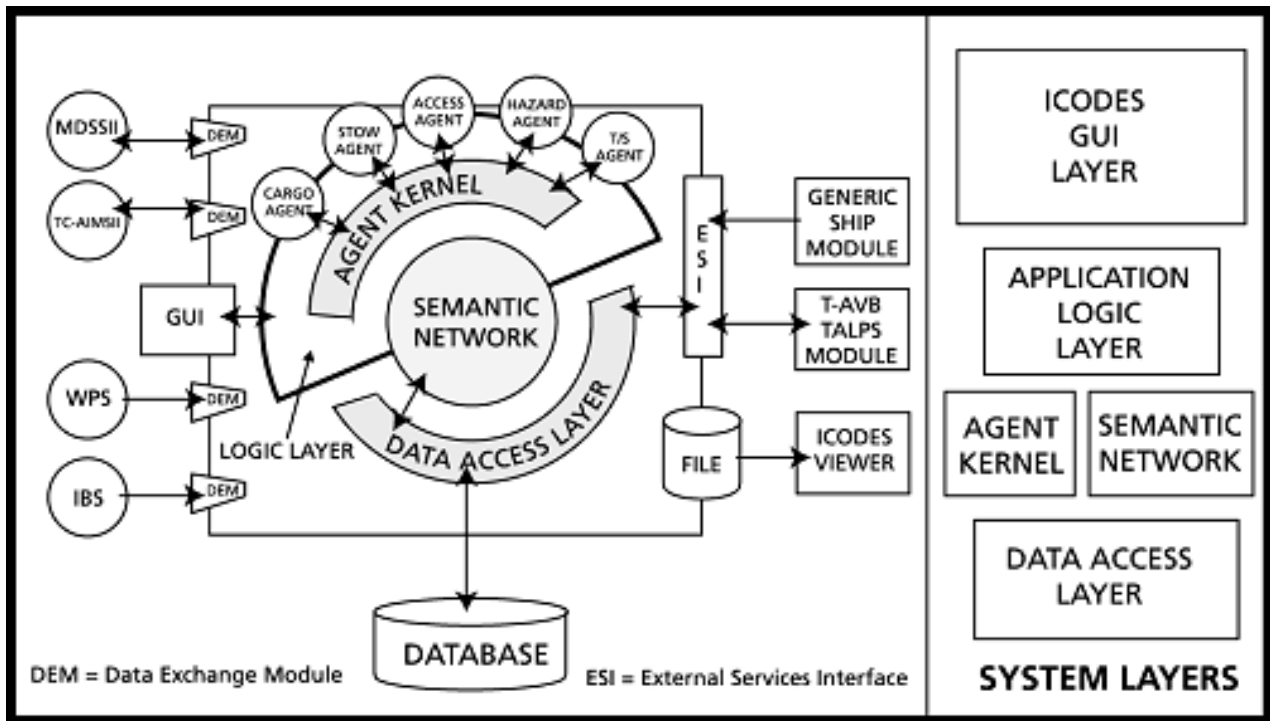 MDSSII
DEM
TC-AIMSII
DEM
GUI
WPS
DEM
IBS
DEM
CARGO
AGENT
STOW
AGENT
ACCESS
AGENT
HAZARD
AGENT
T/S
AGENT
AGENT KERNEL
SEMANTIC
NETWORK
LOGIC LAYER
DATA ACCESS LAYER
ESI
GENERIC
SHIP
MODULE
T-AVB
TALPS
MODULE
FILE
ICODES
VIEWER
DATABASE
DEM = Data Exchange Module
ESI = External Services Interface
ICODES
GUI
LAYER
APPLICATION
LOGIC
LAYER
AGENT
KERNEL
SEMANTIC
NETWORK
DATA ACCESS
LAYER
SYSTEM LAYERS